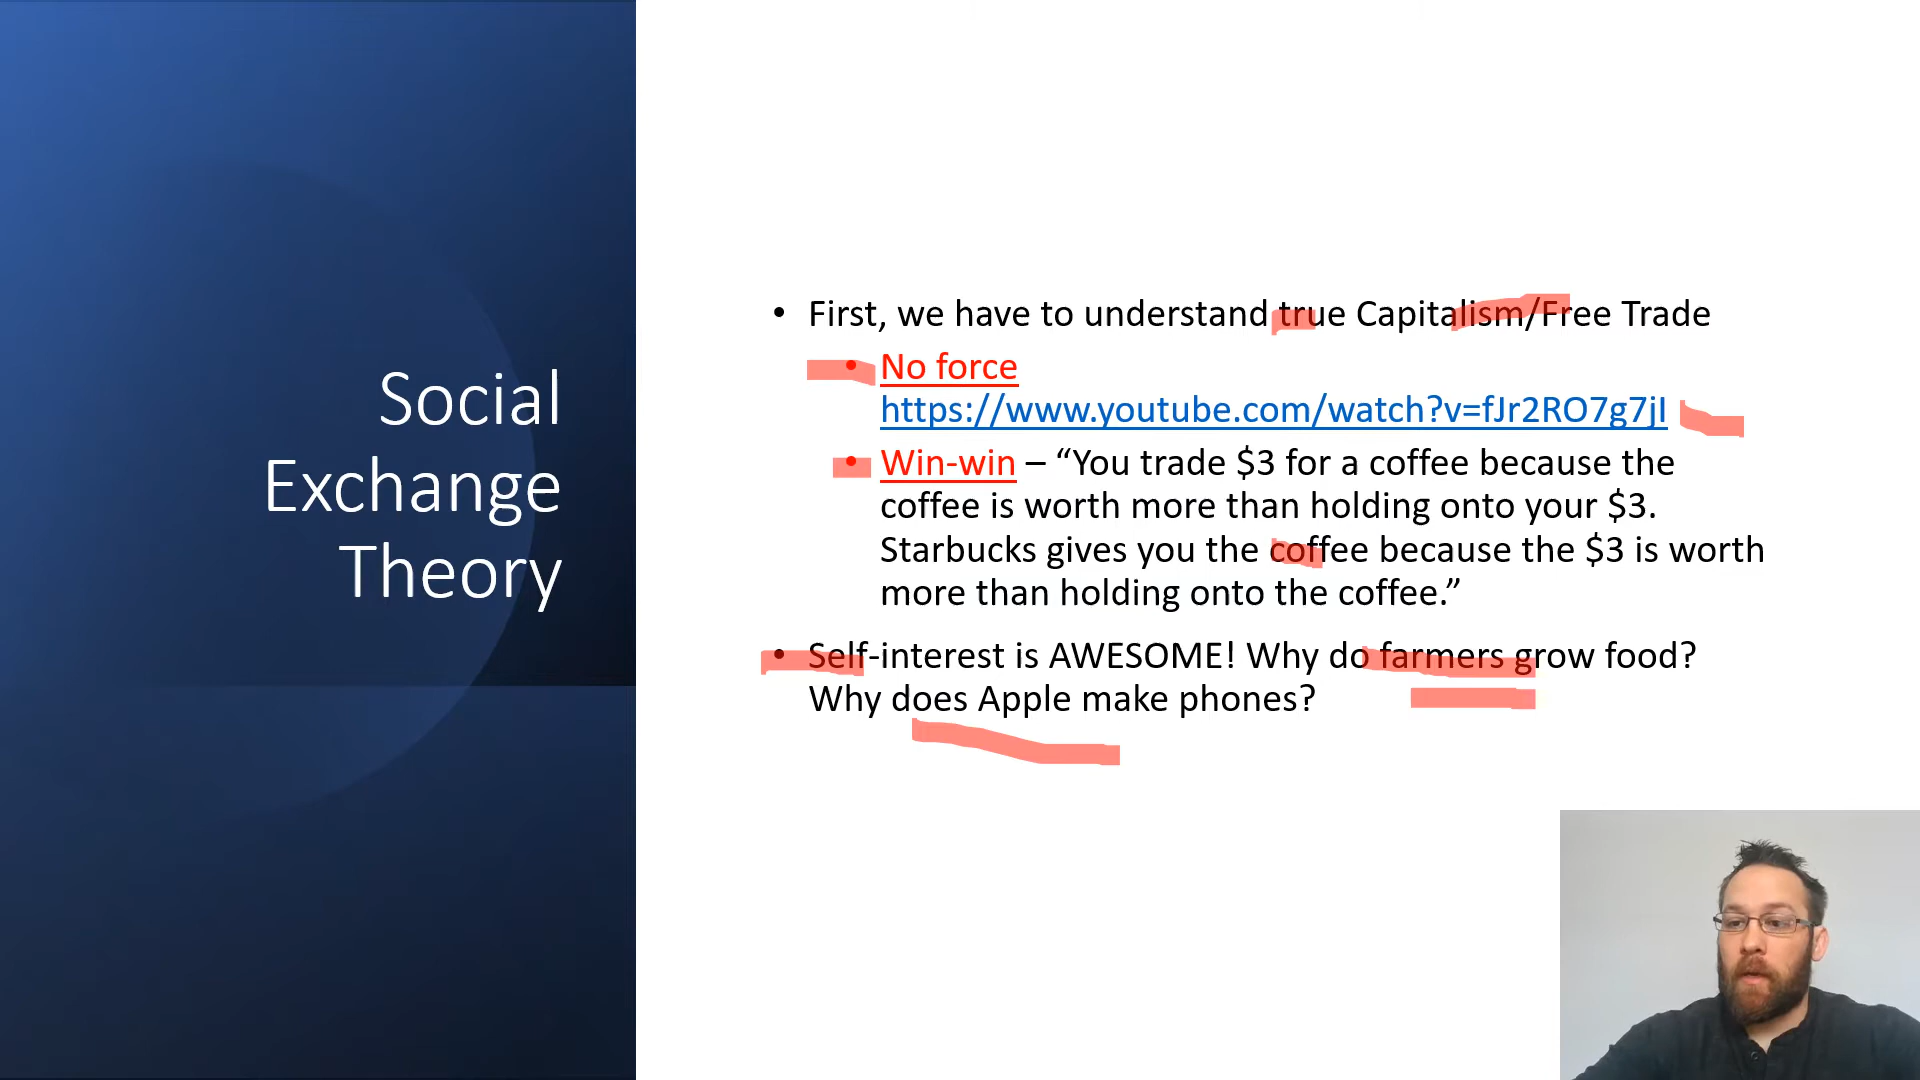 Social
Exchange
Theory
• First, we have to understand true Capitalism/Free Trade
• No force
https://www.youtube.com/watch?v=fJr2RO7g7jI
• Win-win – “You trade $3 for a coffee because the
coffee is worth more than holding onto your $3.
Starbucks gives you the coffee because the $3 is worth
more than holding onto the coffee.”
• Self-interest is AWESOME! Why do farmers grow food?
Why does Apple make phones?